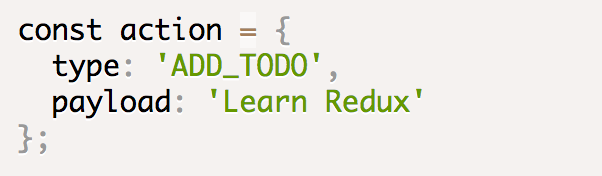 const action = {
  type: 'ADD_TODO',
  payload: 'Learn Redux'
};